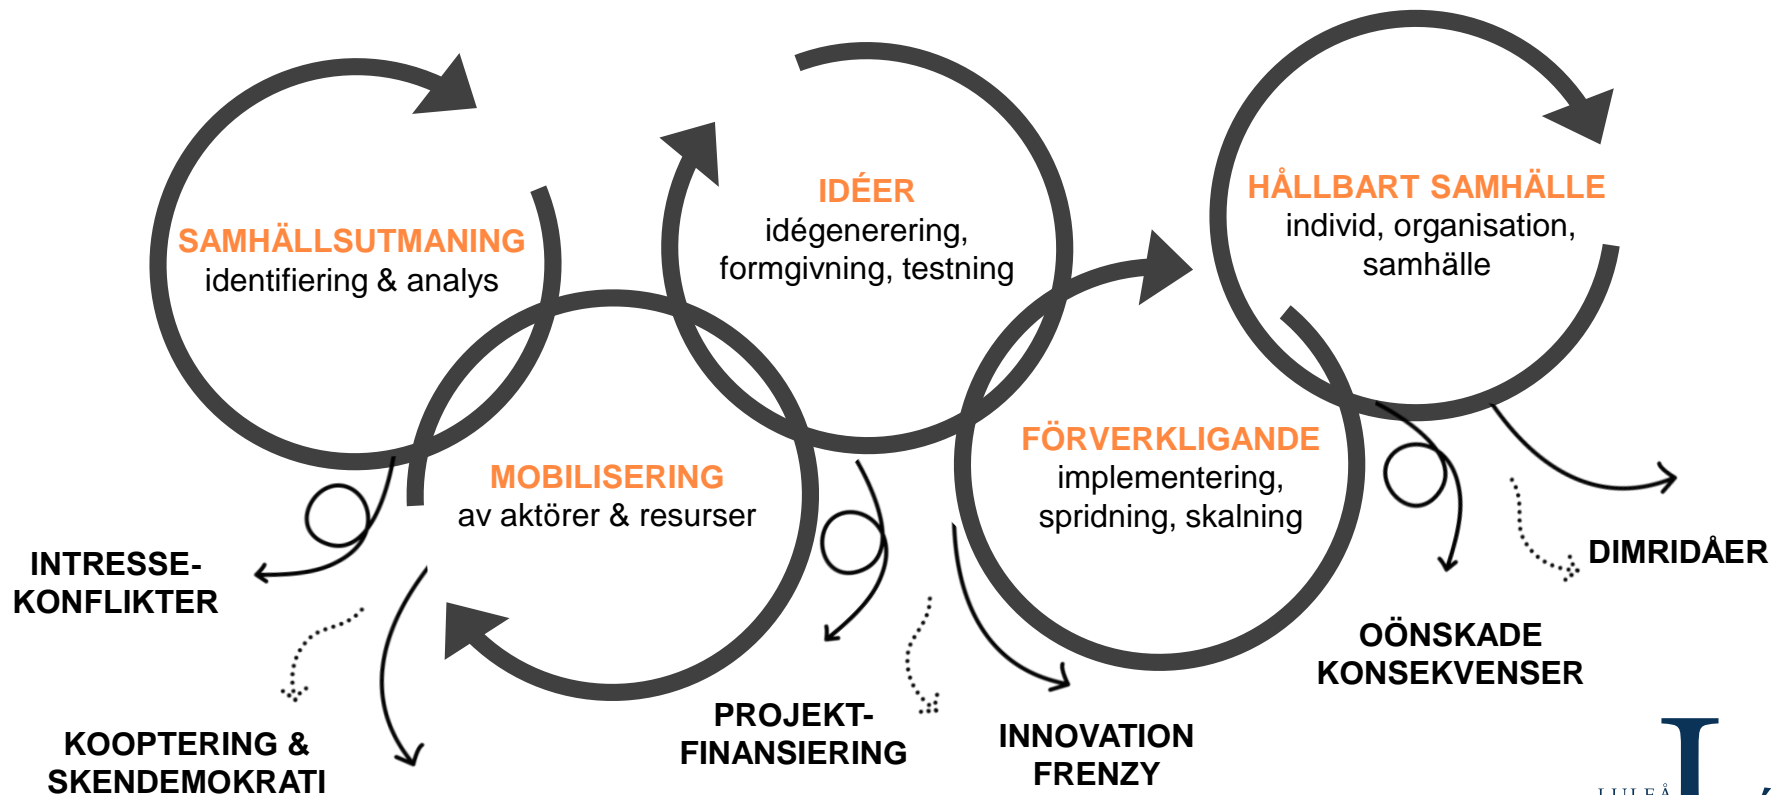 SAMHÄLLSUTMANING
identifiering & analys
MOBILISERING
av aktörer & resurser
IDÉER
idégenerering,
formgivning, testning
FÖRVERKLIGANDE
implementering,
spridning, skalning
HÅLLBART SAMHÄLLE
individ, organisation,
samhälle
INTRESSE-
KONFLIKTER
KOOPTERING &
SKENDEMOKRATI
PROJEKT-
FINANSIERING
INNOVATION
FRENZY
OÖNSKADE
KONSEKVENSER
DIMRIDÅER
LULEÅ
L